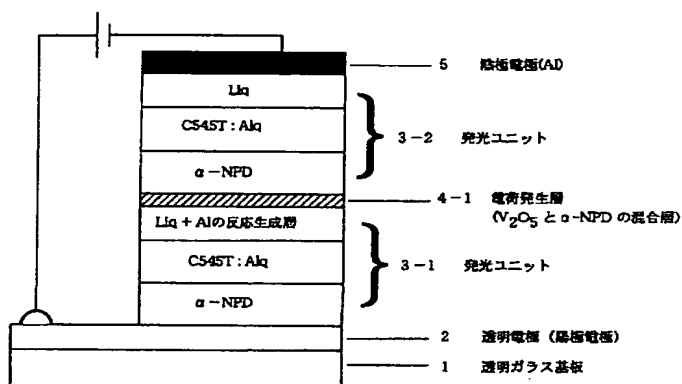 5 陰極電極(Al)
Liq
C545T : Alq
3-2 発光ユニット
α-NPD
4-1 電荷発生層
(V₂O₅ と α-NPD の混合層)
Liq + Alの反応生成層
C545T : Alq
3-1 発光ユニット
α-NPD
2 透明電極 (陽極電極)
1 透明ガラス基板